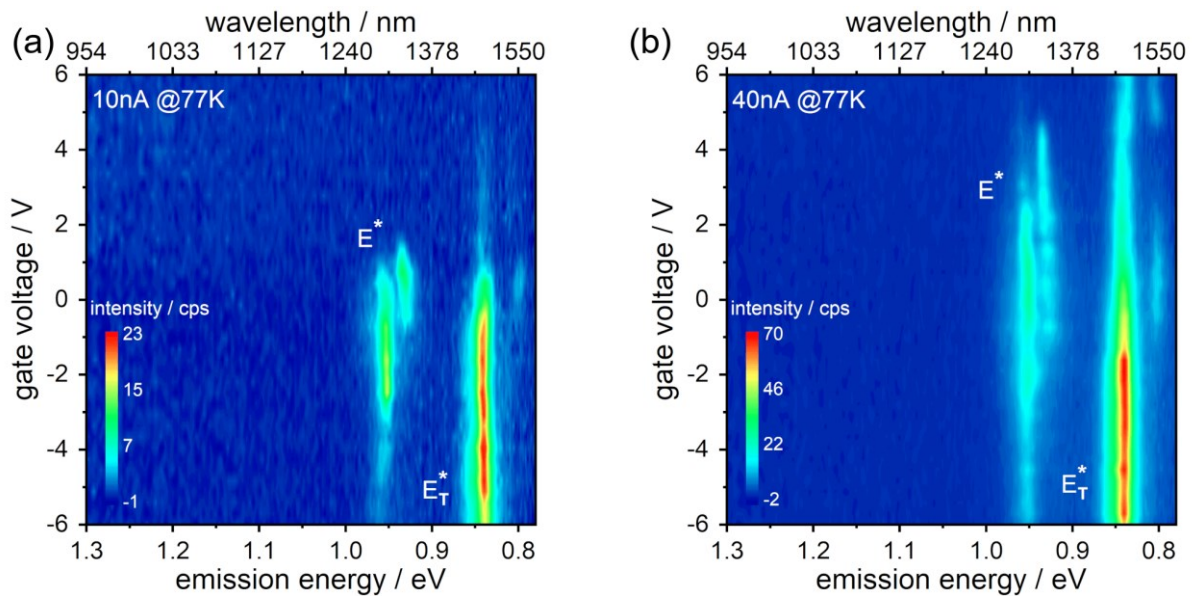 (a)
wavelength / nm
954 1033 1127 1240 1378 1550
6
4
2
0
-2
-4
-6
gate voltage / V
10nA @77K
E*
intensity / cps
23
15
7
-1
E*T
1.3 1.2 1.1 1.0 0.9 0.8
emission energy / eV
(b)
wavelength / nm
954 1033 1127 1240 1378 1550
6
4
2
0
-2
-4
-6
gate voltage / V
40nA @77K
E*
intensity / cps
70
46
22
-2
E*T
1.3 1.2 1.1 1.0 0.9 0.8
emission energy / eV